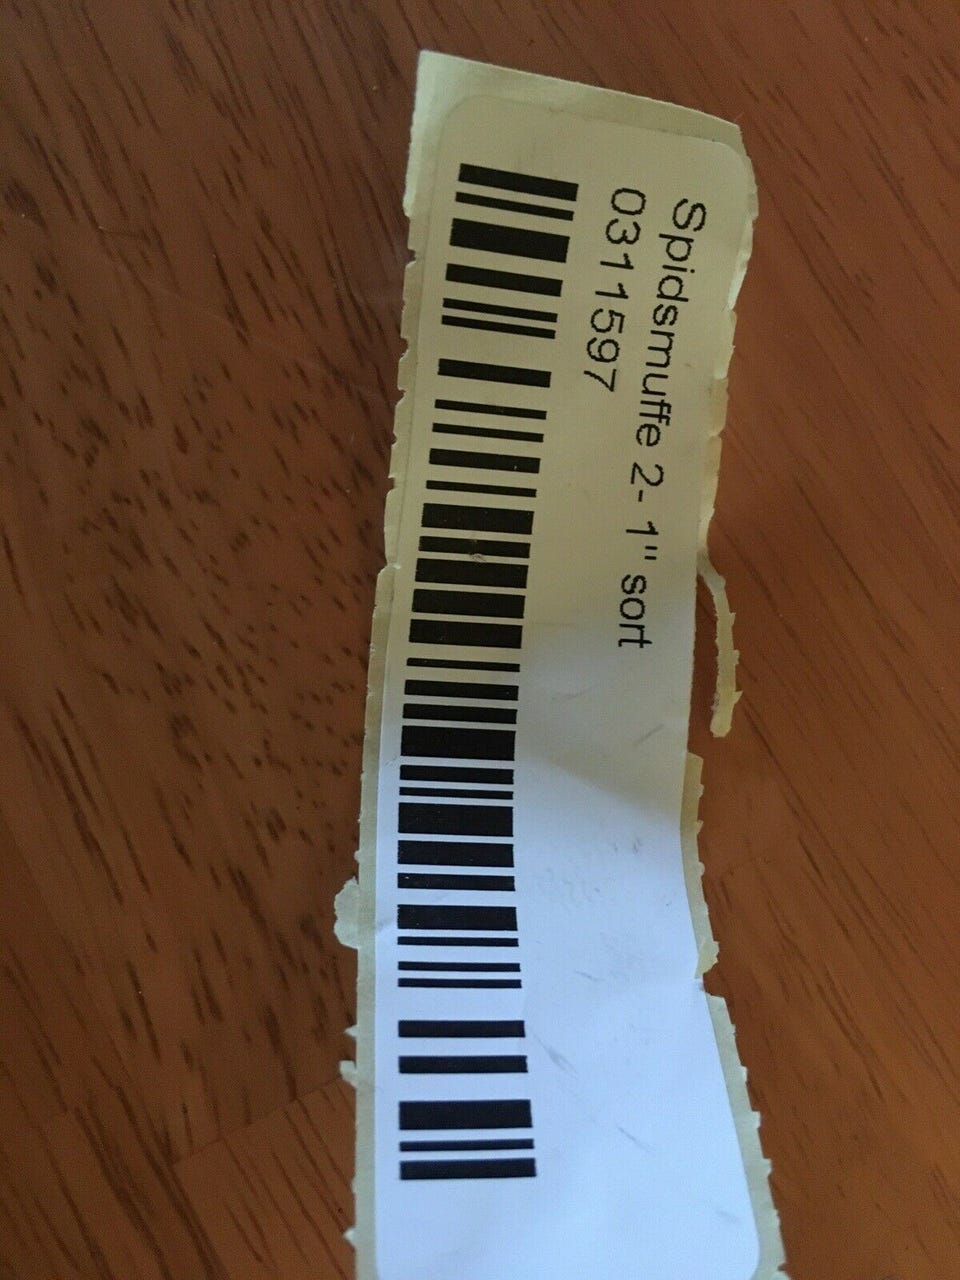 Spidsmuffe 2- 1" sort
0311597